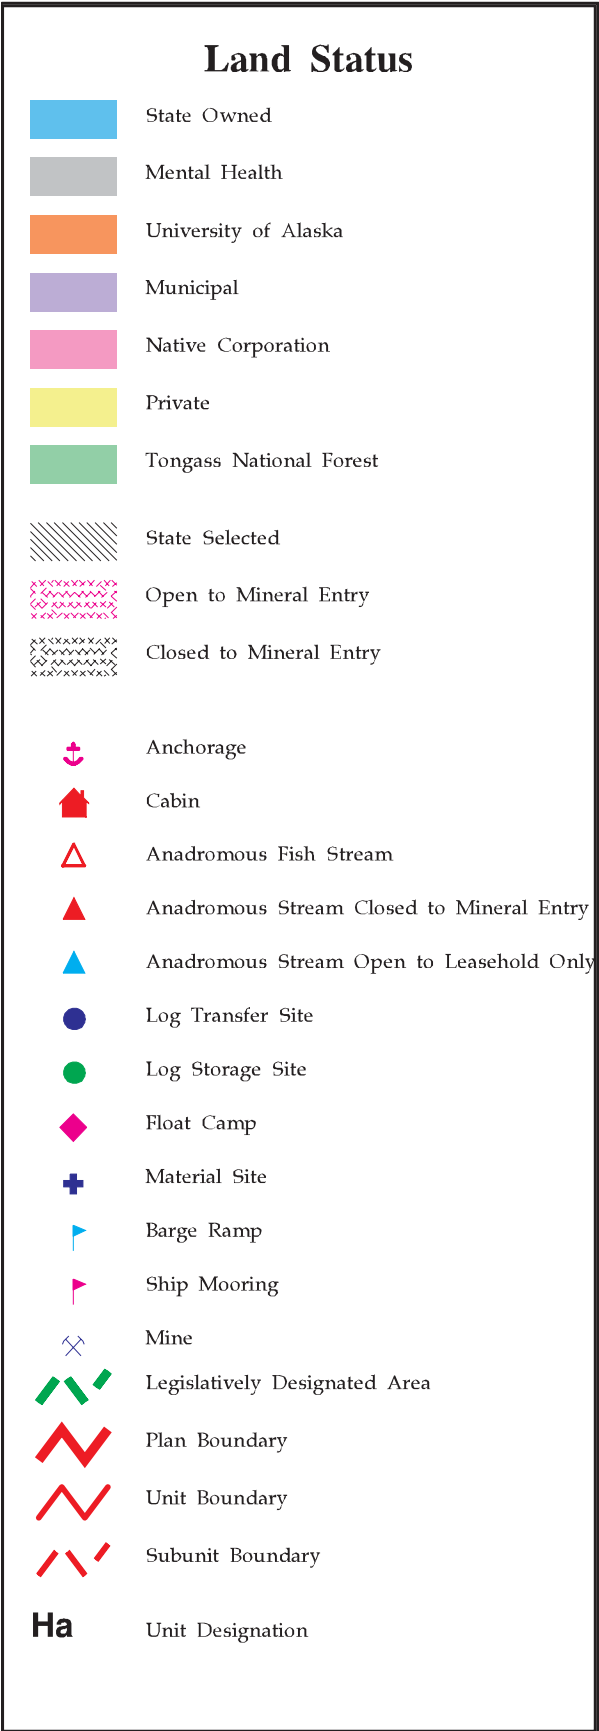 Land Status
State Owned
Mental Health
University of Alaska
Municipal
Native Corporation
Private
Tongass National Forest
State Selected
Open to Mineral Entry
Closed to Mineral Entry
Anchorage
Cabin
Anadromous Fish Stream
Anadromous Stream Closed to Mineral Entry
Anadromous Stream Open to Leasehold Only
Log Transfer Site
Log Storage Site
Float Camp
Material Site
Barge Ramp
Ship Mooring
Mine
Legislatively Designated Area
Plan Boundary
Unit Boundary
Subunit Boundary
Ha Unit Designation